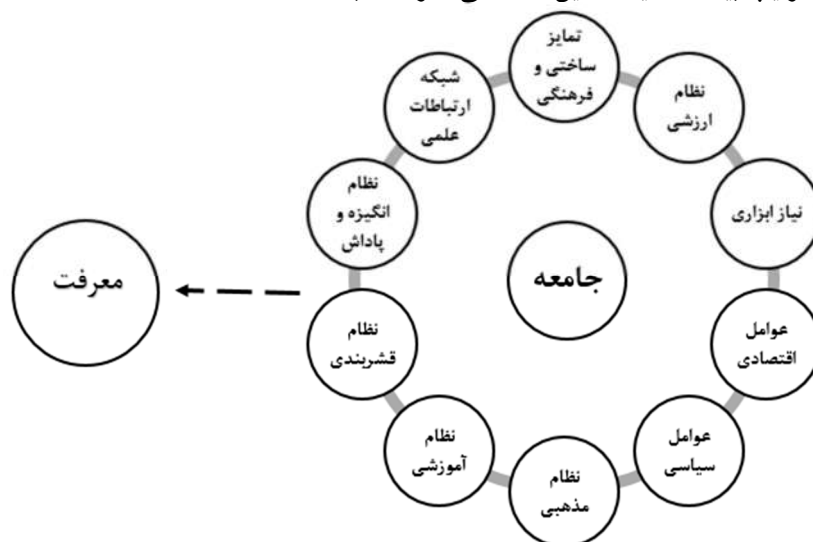 تمایز
ساختی و
فرهنگی
نظام
ارزشی
نیاز ابزاری
عوامل
اقتصادی
عوامل
سیاسی
نظام
مذهبی
نظام
آموزشی
نظام
قشربندی
نظام
انگیزه و
پاداش
شبکه
ارتباطات
علمی
جامعه
معرفت